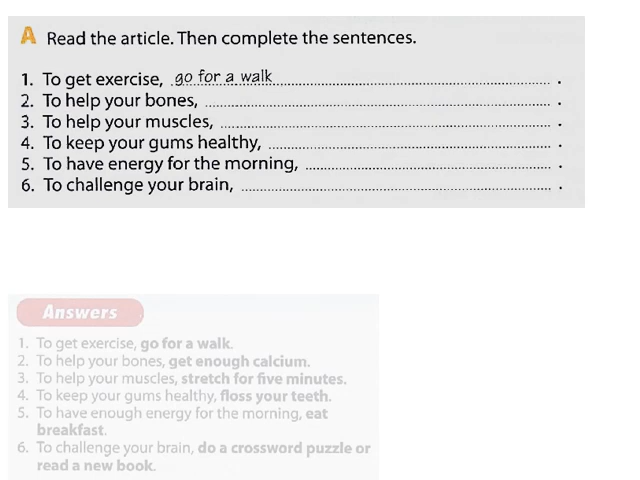 A Read the article. Then complete the sentences.
1. To get exercise, go for a walk .
2. To help your bones, .
3. To help your muscles, .
4. To keep your gums healthy, .
5. To have energy for the morning, .
6. To challenge your brain, .
Answers
1. To get exercise, go for a walk.
2. To help your bones, get enough calcium.
3. To help your muscles, stretch for five minutes.
4. To keep your gums healthy, floss your teeth.
5. To have enough energy for the morning, eat
breakfast.
6. To challenge your brain, do a crossword puzzle or
read a new book.